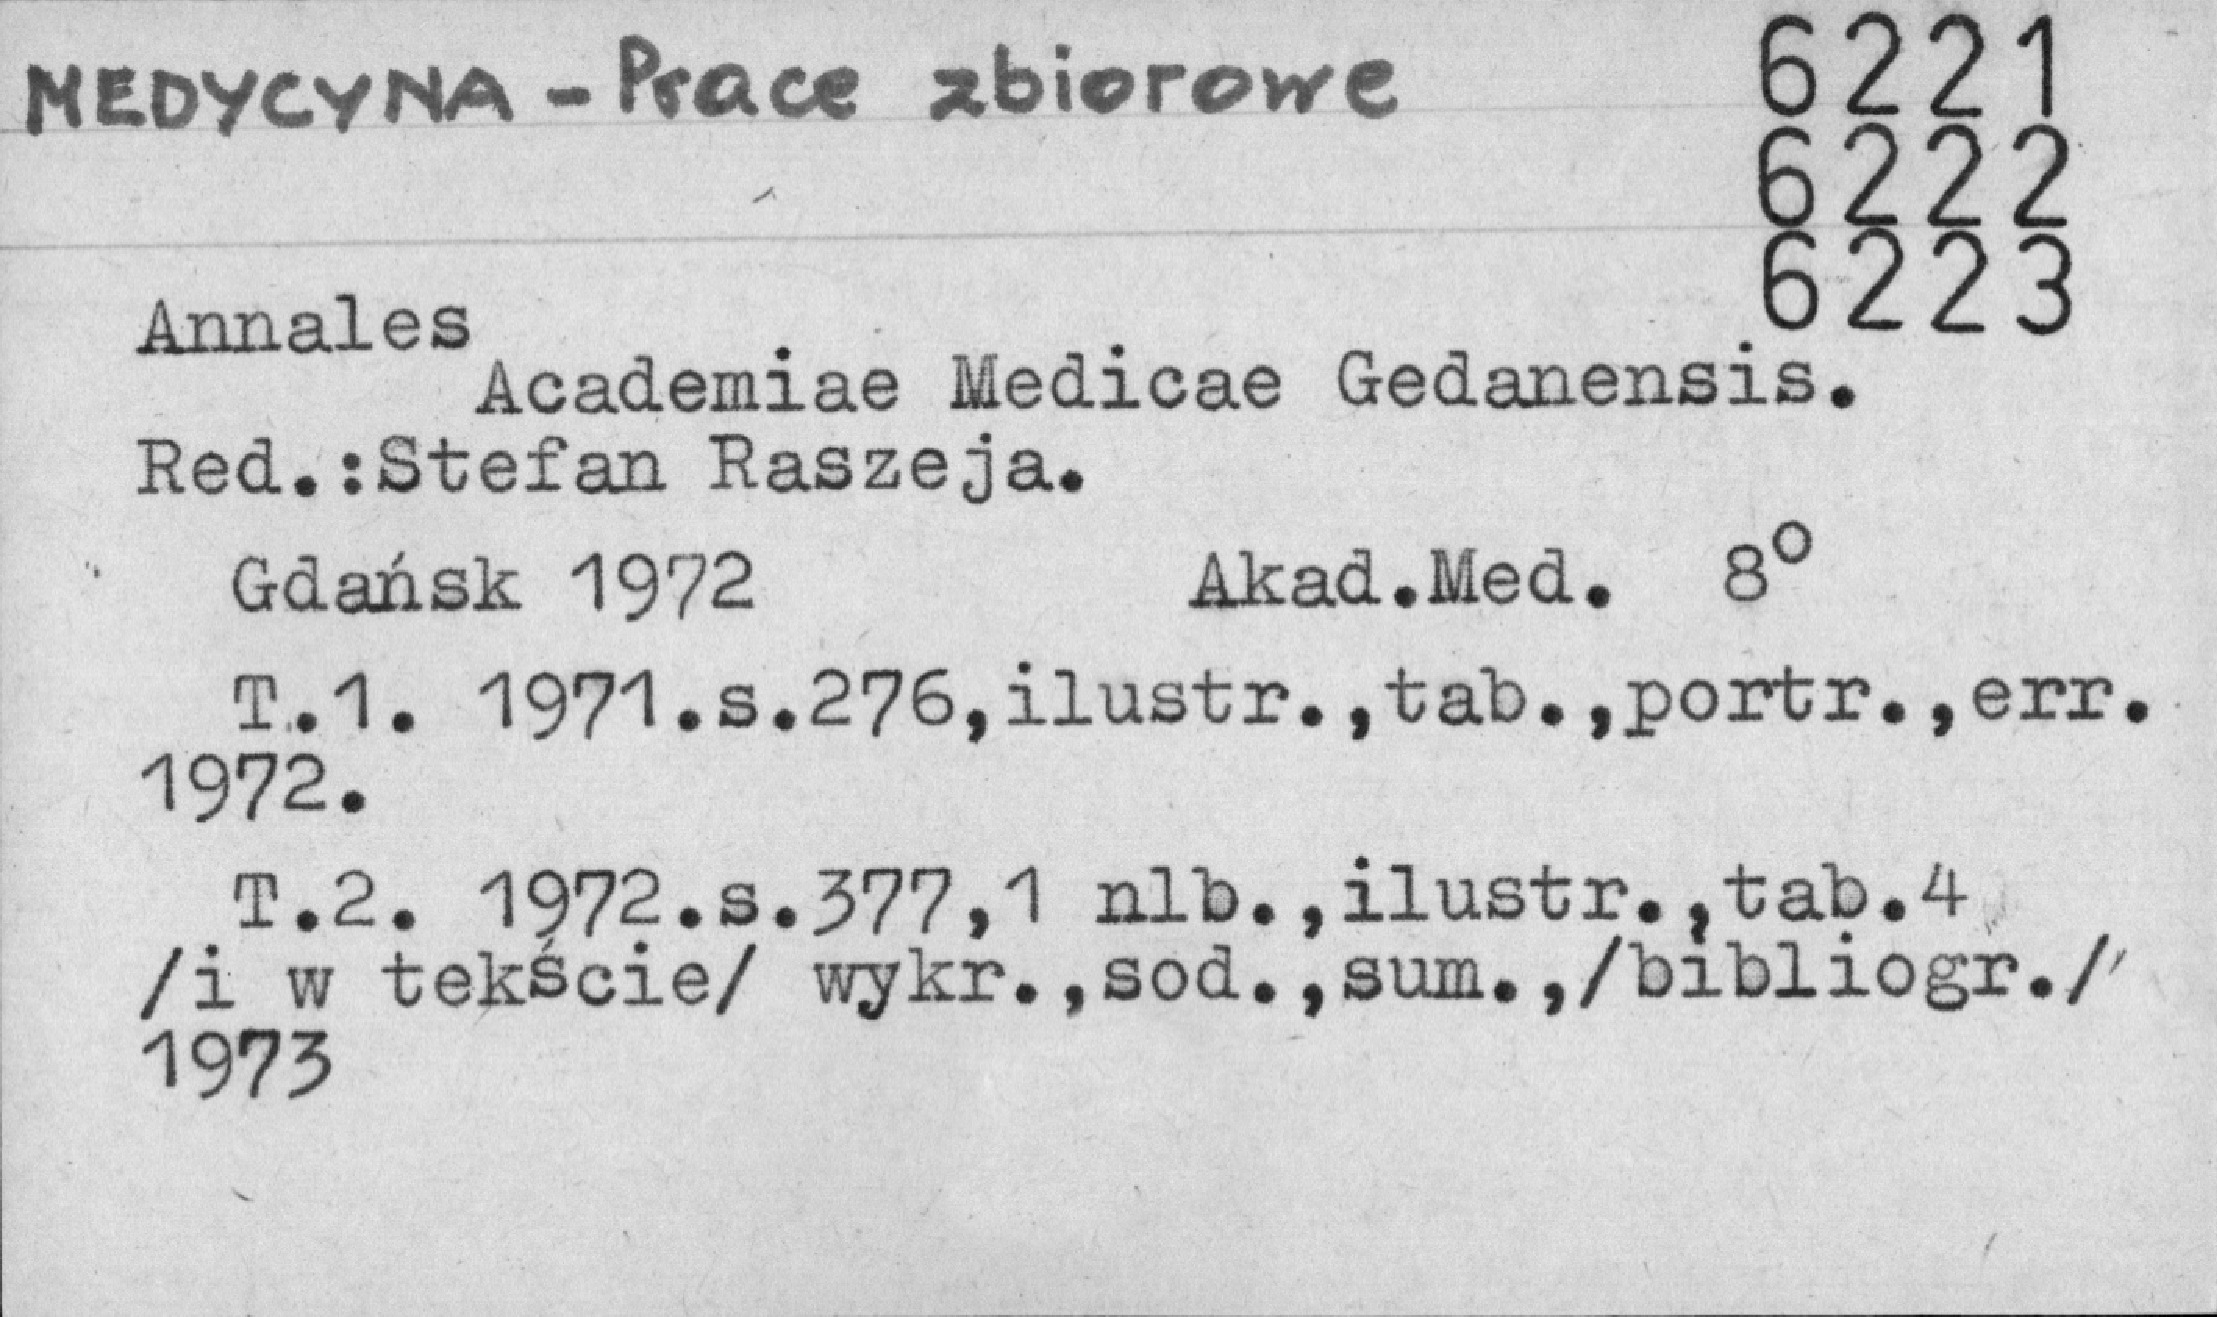 MEDYCYNA - Prace zbiorowe
6221
6222
6223
Annales
Academiae Medicae Gedanensis.
Red.:Stefan Raszeja.
Gdańsk 1972 Akad.Med. 8°
T.1. 1971.s.276,ilustr.,tab.,portr.,err.
1972.
T.2. 1972.s.377,1 nlb.,ilustr.,tab.4
/i w tekście/ wykr.,sod.,sum.,/bibliogr./
1973